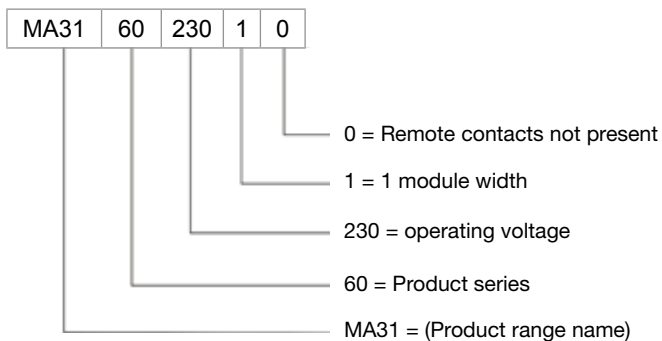 MA31 60 230 1 0
0 = Remote contacts not present
1 = 1 module width
230 = operating voltage
60 = Product series
MA31 = (Product range name)